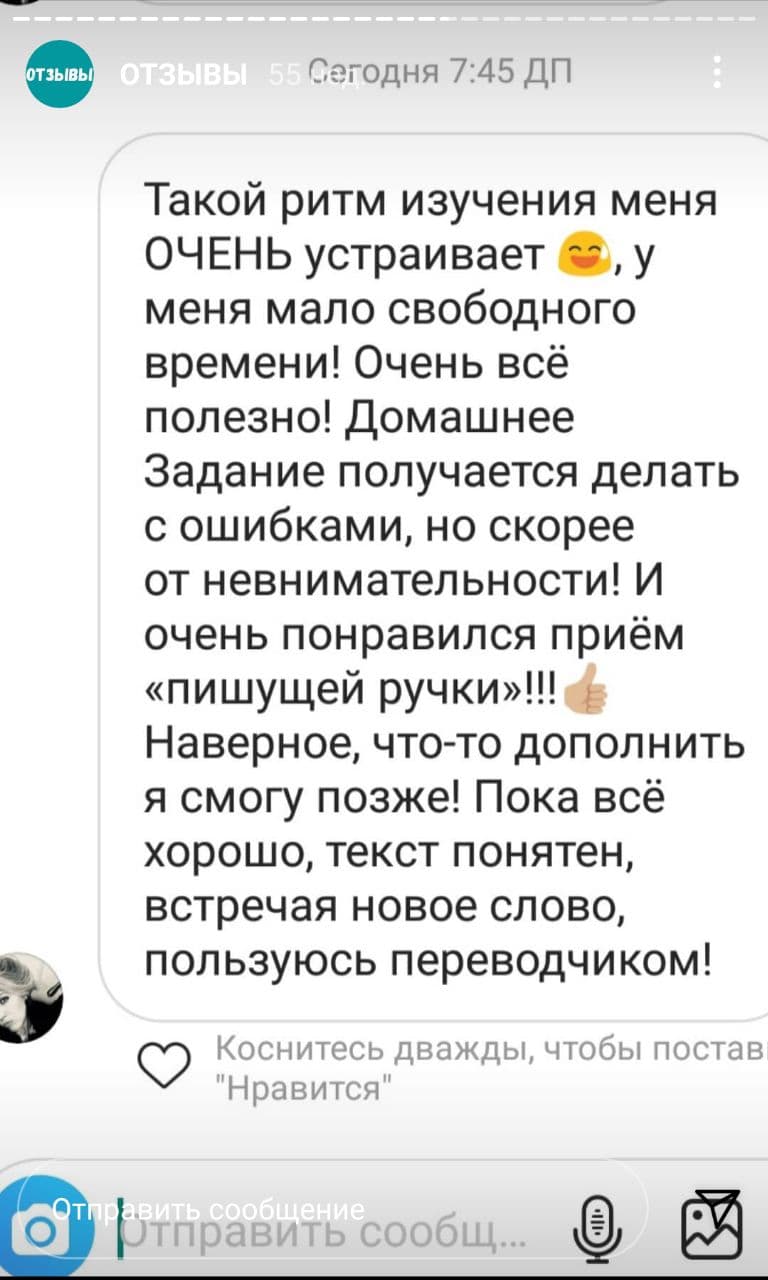 ОТЗЫВЫ ОТЗЫВЫ 55 нед. Сегодня 7:45 ДП
Такой ритм изучения меня
ОЧЕНЬ устраивает 😅, у
меня мало свободного
времени! Очень всё
полезно! Домашнее
Задание получается делать
с ошибками, но скорее
от невнимательности! И
очень понравился приём
«пишущей ручки»!!!👍🏼
Наверное, что-то дополнить
я смогу позже! Пока всё
хорошо, текст понятен,
встречая новое слово,
пользуюсь переводчиком!
Коснитесь дважды, чтобы постав
"Нравится"
Отправить сообщение
Отправить сообщ...